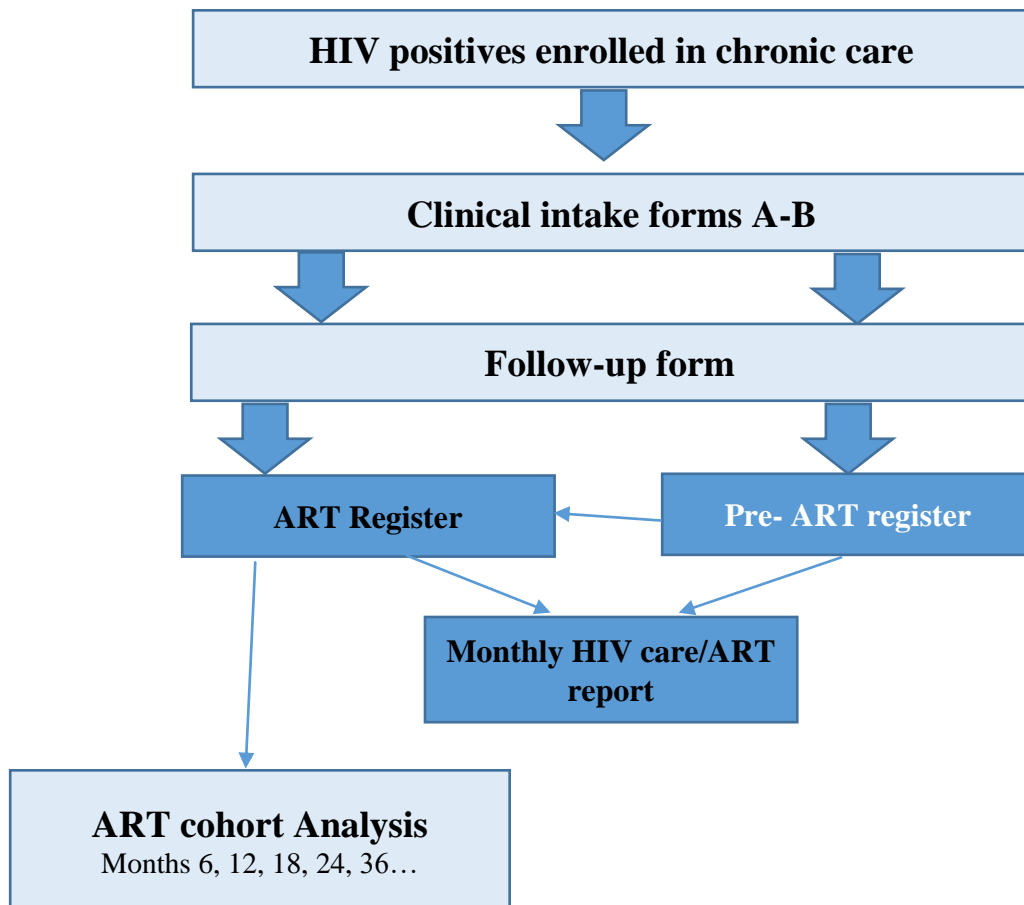 HIV positives enrolled in chronic care
Clinical intake forms A-B
Follow-up form
ART Register
Pre- ART register
Monthly HIV care/ART
report
ART cohort Analysis
Months 6, 12, 18, 24, 36…